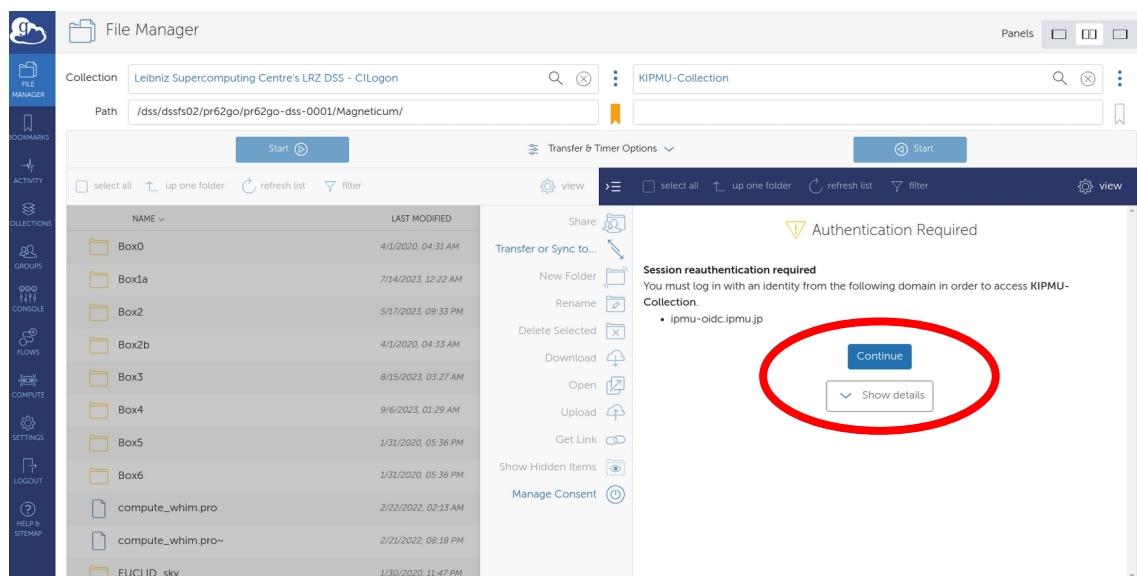 File Manager
Panels
FILE
MANAGER
BOOKMARKS
ACTIVITY
COLLECTIONS
GROUPS
CONSOLE
FLOWS
COMPUTE
SETTINGS
LOGOUT
HELP &
SITEMAP
Collection Leibniz Supercomputing Centre's LRZ DSS - CILogon
KIPMU-Collection
Path /dss/dssfs02/pr62go/pr62go-dss-0001/Magneticum/
Start Transfer & Timer Options Start
select all up one folder refresh list filter view
select all up one folder refresh list filter view
NAME LAST MODIFIED
Box0 4/1/2020, 04:31 AM
Box1a 7/14/2023, 12:22 AM
Box2 5/17/2023, 09:33 PM
Box2b 4/1/2020, 04:33 AM
Box3 8/15/2023, 03:27 AM
Box4 9/6/2023, 01:29 AM
Box5 1/31/2020, 05:36 PM
Box6 1/31/2020, 05:36 PM
compute_whim.pro 2/22/2022, 02:13 AM
compute_whim.pro~ 2/21/2022, 08:18 PM
EUCLID_sky 1/30/2020, 11:47 PM
Share
Transfer or Sync to...
New Folder
Rename
Delete Selected
Download
Open
Upload
Get Link
Show Hidden Items
Manage Consent
Authentication Required
Session reauthentication required
You must log in with an identity from the following domain in order to access KIPMU-
Collection.
• ipmu-oidc.ipmu.jp
Continue
Show details